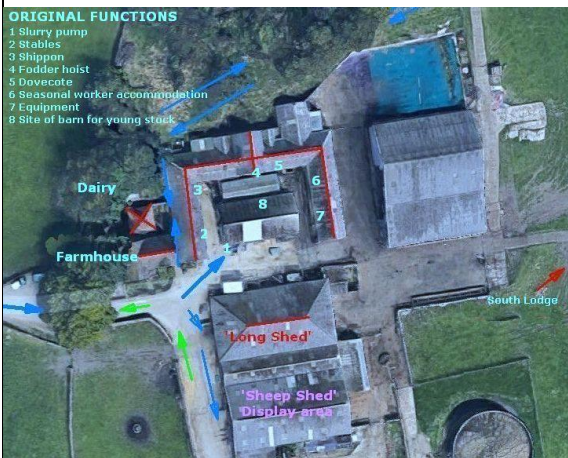 ORIGINAL FUNCTIONS
1 Slurry pump
2 Stables
3 Shippon
4 Fodder hoist
5 Dovecote
6 Seasonal worker accommodation
7 Equipment
8 Site of barn for young stock
4
5
3
6
Dairy
8
7
2
1
Farmhouse
South Lodge
'Long Shed'
'Sheep Shed'
Display area